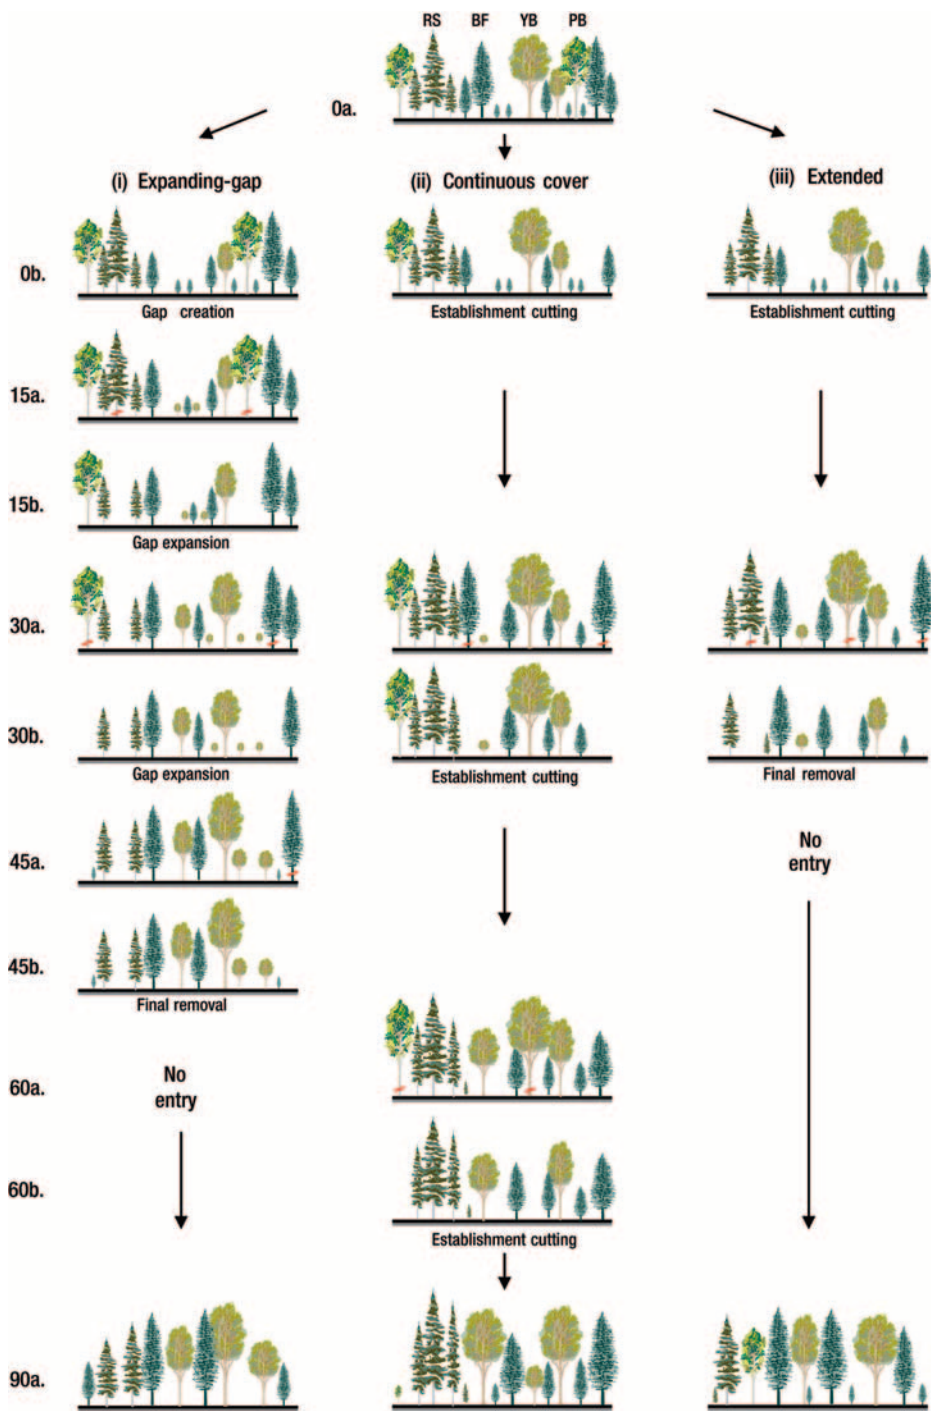 RS BF YB PB
0a.
(i) Expanding-gap
(ii) Continuous cover
(iii) Extended
0b.
Gap creation
Establishment cutting
Establishment cutting
15a.
15b.
Gap expansion
30a.
30b.
Gap expansion
Establishment cutting
Final removal
45a.
No
entry
45b.
Final removal
60a.
No
entry
60b.
Establishment cutting
90a.